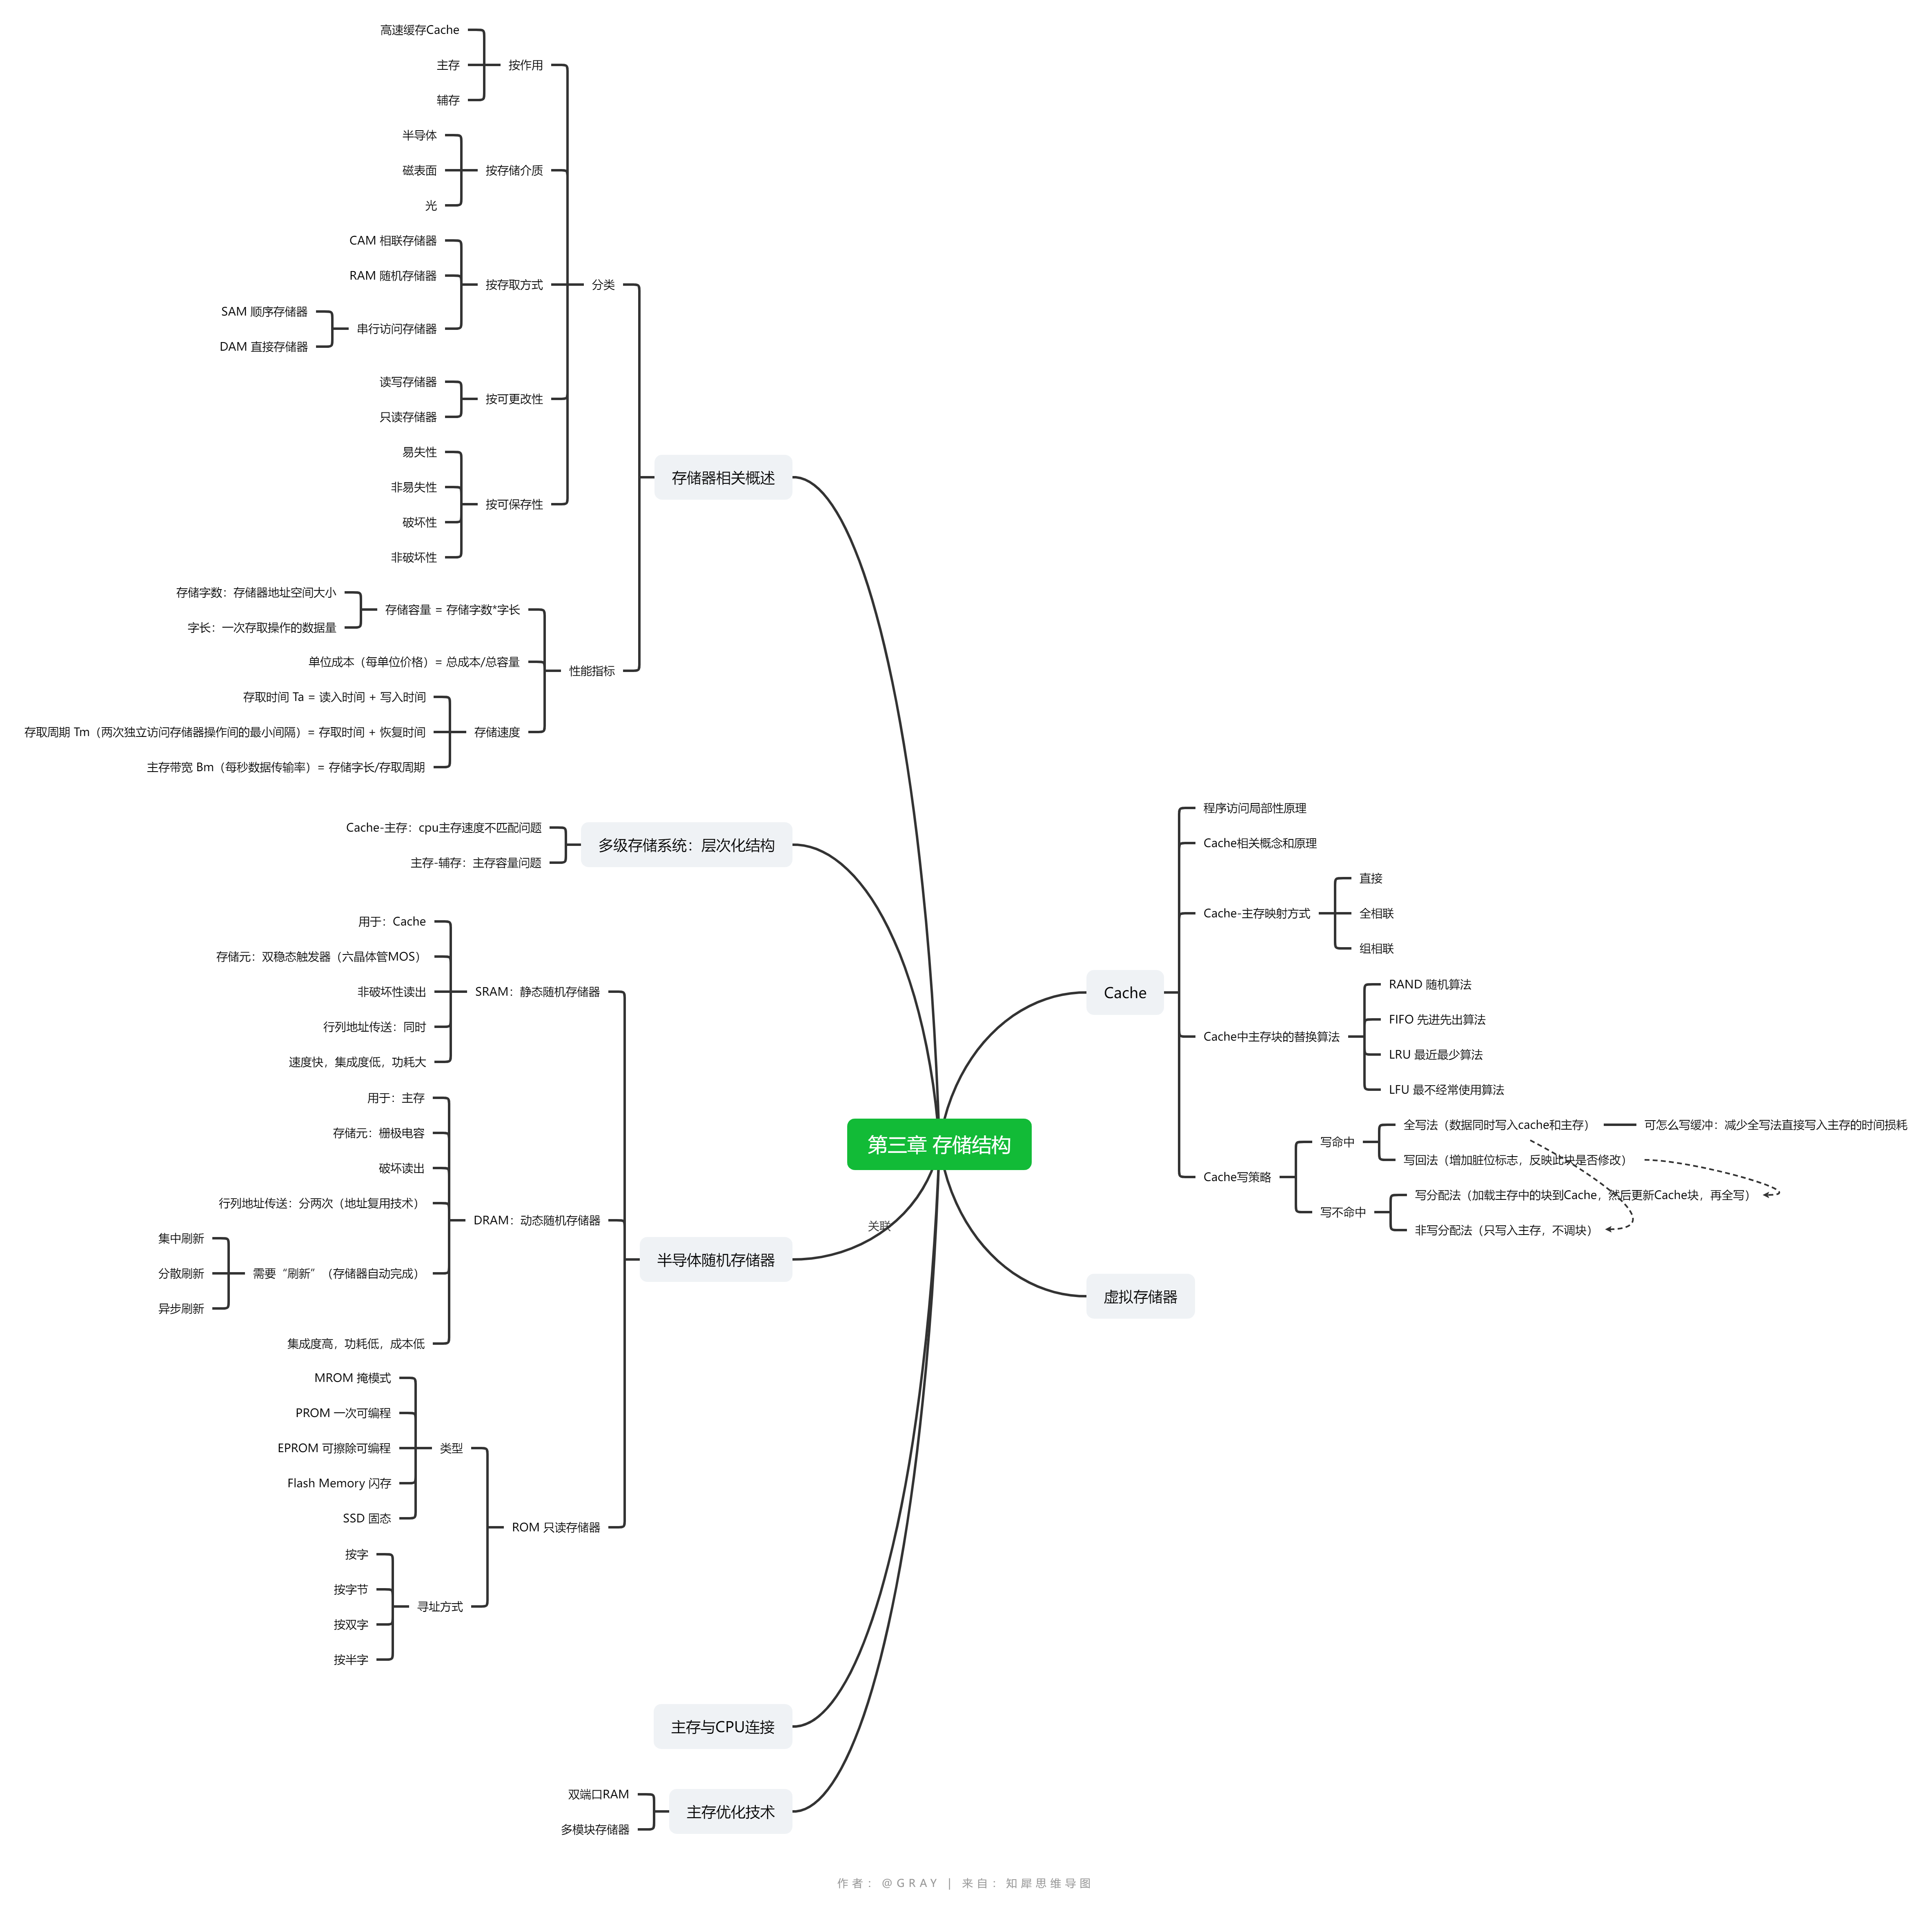 第三章 存储结构
存储器相关概述
分类
按作用
高速缓存Cache
主存
辅存
按存储介质
半导体
磁表面
光
按存取方式
CAM 相联存储器
RAM 随机存储器
串行访问存储器
SAM 顺序存储器
DAM 直接存储器
按可更改性
读写存储器
只读存储器
按可保存性
易失性
非易失性
破坏性
非破坏性
性能指标
存储容量 = 存储字数*字长
存储字数：存储器地址空间大小
字长：一次存取操作的数据量
单位成本（每单位价格）= 总成本/总容量
存储速度
存取时间 Ta = 读入时间 + 写入时间
存取周期 Tm（两次独立访问存储器操作间的最小间隔）= 存取时间 + 恢复时间
主存带宽 Bm（每秒数据传输率）= 存储字长/存取周期
多级存储系统：层次化结构
Cache-主存：cpu主存速度不匹配问题
主存-辅存：主存容量问题
半导体随机存储器
关联
SRAM：静态随机存储器
用于：Cache
存储元：双稳态触发器（六晶体管MOS）
非破坏性读出
行列地址传送：同时
速度快，集成度低，功耗大
DRAM：动态随机存储器
用于：主存
存储元：栅极电容
破坏读出
行列地址传送：分两次（地址复用技术）
需要“刷新”（存储器自动完成）
集中刷新
分散刷新
异步刷新
集成度高，功耗低，成本低
ROM 只读存储器
类型
MROM 掩模式
PROM 一次可编程
EPROM 可擦除可编程
Flash Memory 闪存
SSD 固态
寻址方式
按字
按字节
按双字
按半字
主存与CPU连接
主存优化技术
双端口RAM
多模块存储器
Cache
程序访问局部性原理
Cache相关概念和原理
Cache-主存映射方式
直接
全相联
组相联
Cache中主存块的替换算法
RAND 随机算法
FIFO 先进先出算法
LRU 最近最少算法
LFU 最不经常使用算法
Cache写策略
写命中
全写法（数据同时写入cache和主存）
可怎么写缓冲：减少全写法直接写入主存的时间损耗
写回法（增加脏位标志，反映此块是否修改）
写不命中
写分配法（加载主存中的块到Cache，然后更新Cache块，再全写）
非写分配法（只写入主存，不调块）
虚拟存储器
作者：@GRAY | 来自：知犀思维导图